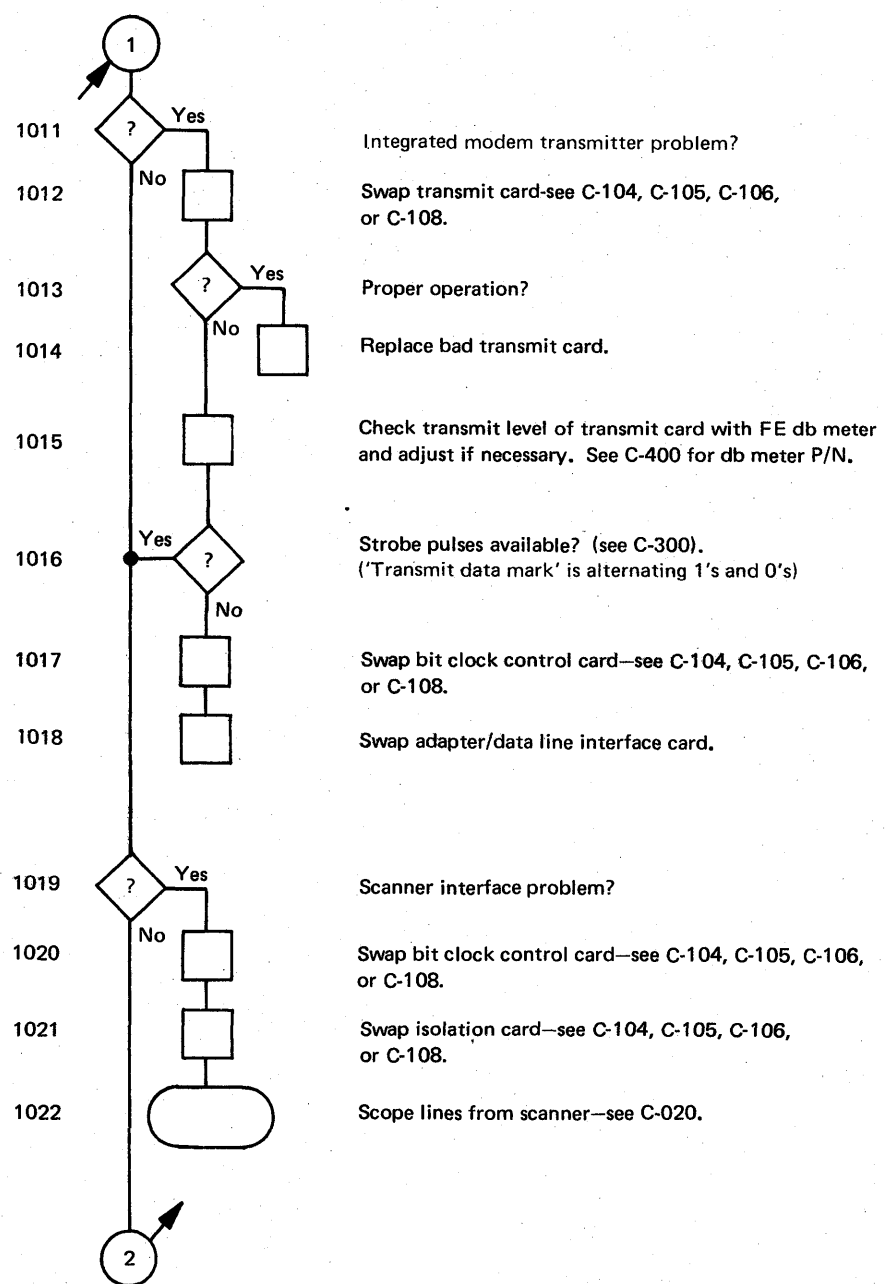 1
1011 ? Yes Integrated modem transmitter problem?
No
1012 Swap transmit card-see C-104, C-105, C-106,
or C-108.
1013 ? Yes Proper operation?
No
1014 Replace bad transmit card.
1015 Check transmit level of transmit card with FE db meter
and adjust if necessary. See C-400 for db meter P/N.
1016 Yes ? Strobe pulses available? (see C-300).
('Transmit data mark' is alternating 1's and 0's)
No
1017 Swap bit clock control card—see C-104, C-105, C-106,
or C-108.
1018 Swap adapter/data line interface card.
1019 ? Yes Scanner interface problem?
No
1020 Swap bit clock control card—see C-104, C-105, C-106,
or C-108.
1021 Swap isolation card—see C-104, C-105, C-106,
or C-108.
1022 Scope lines from scanner—see C-020.
2